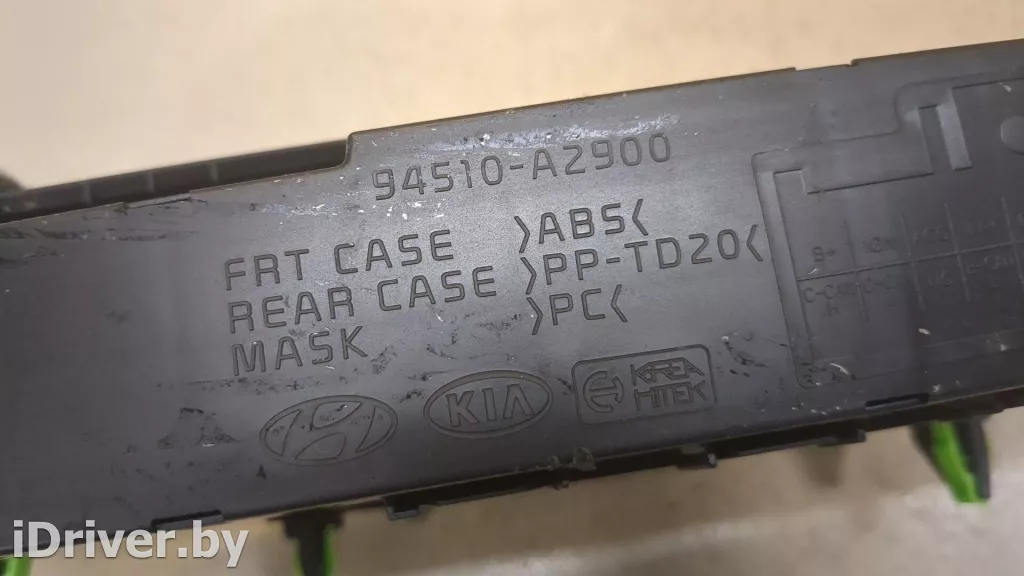 94510-A2900
FRT CASE >ABS<
REAR CASE >PP-TD20<
MASK >PC<
KIA
KOREA
HITEK
B+
iDriver.by